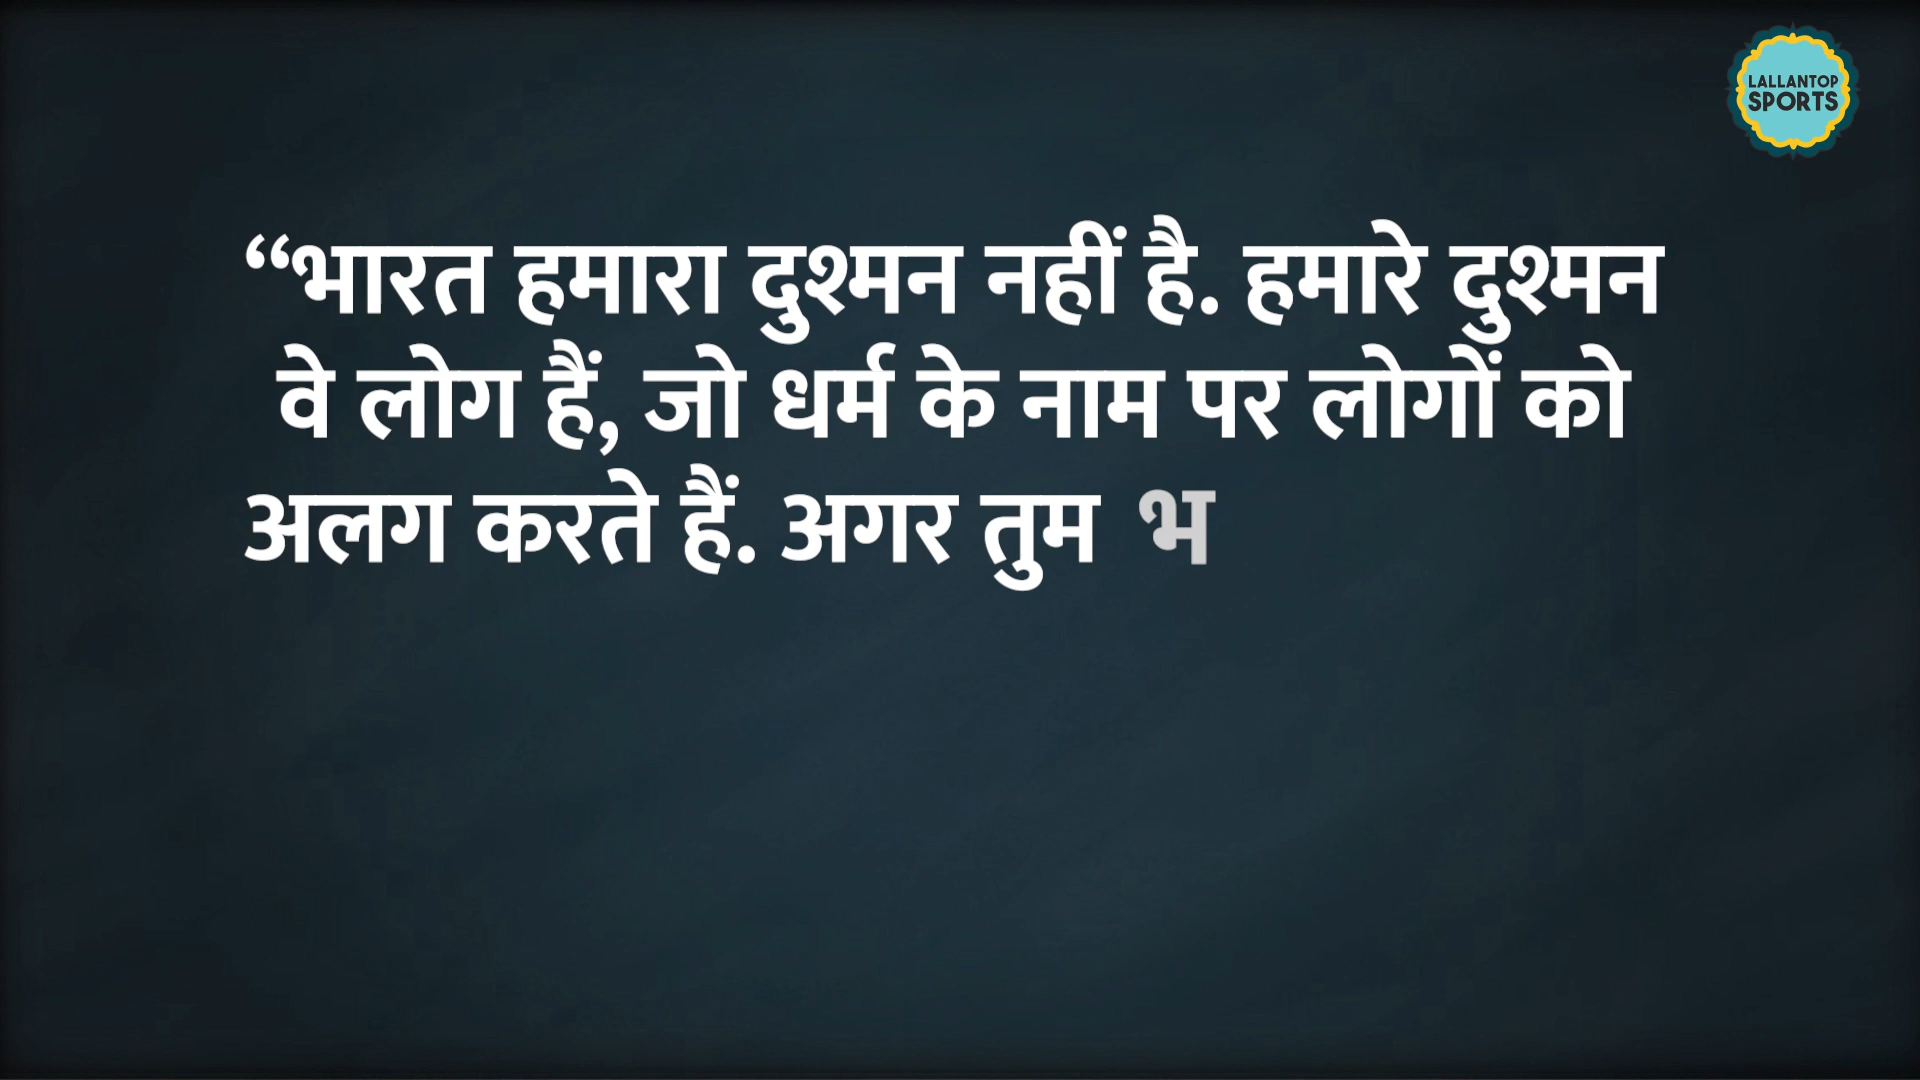 LALLANTOP
SPORTS
“भारत हमारा दुश्मन नहीं है. हमारे दुश्मन
वे लोग हैं, जो धर्म के नाम पर लोगों को
अलग करते हैं. अगर तुम भ